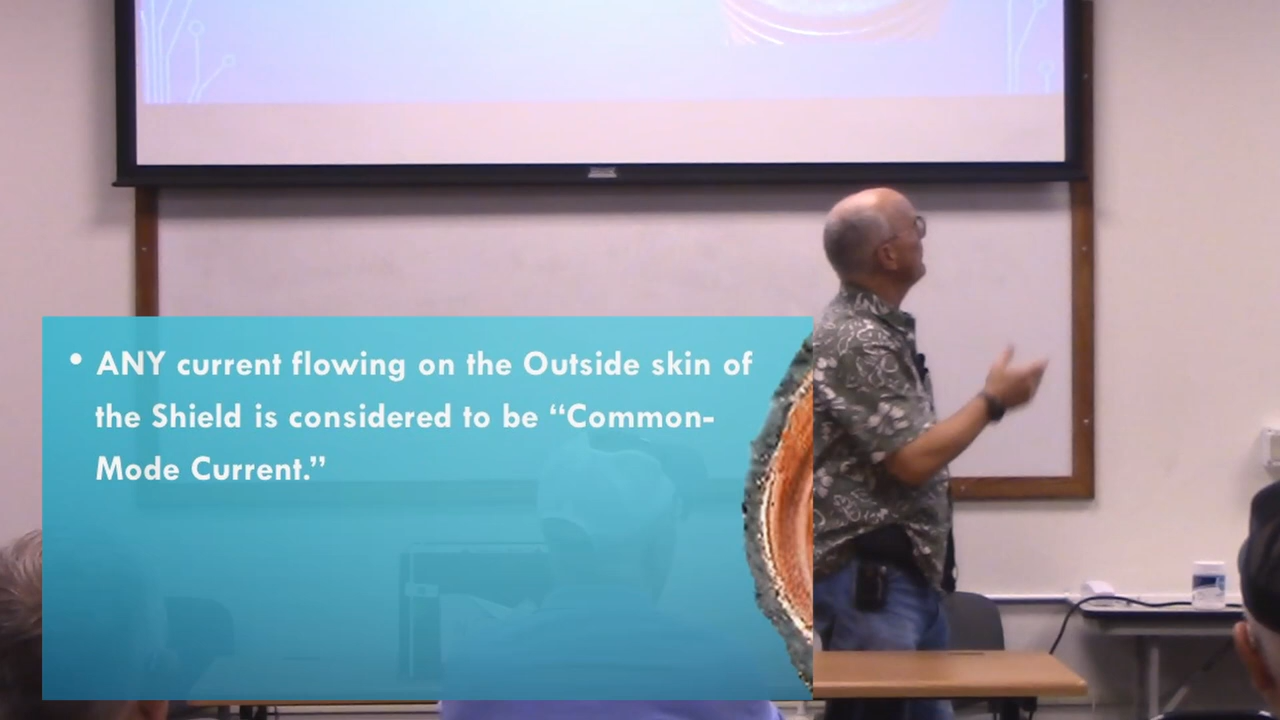 • ANY current flowing on the Outside skin of
the Shield is considered to be “Common-
Mode Current.”